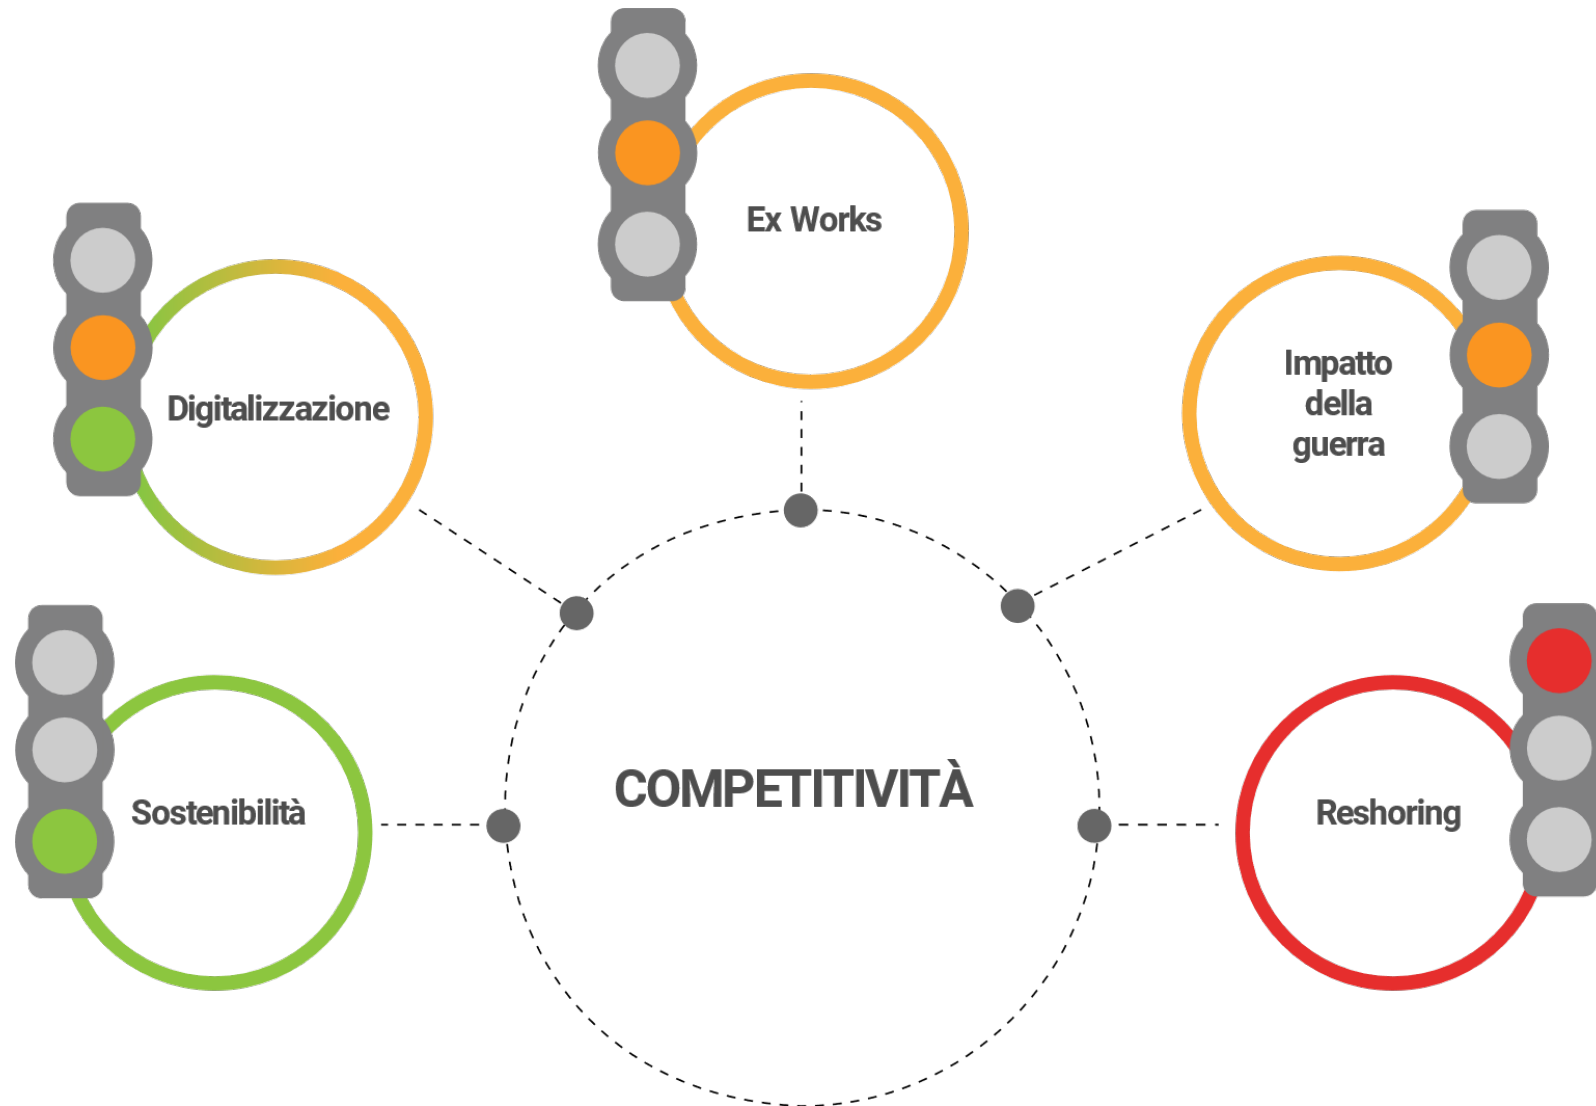 Ex Works
Digitalizzazione
Impatto
della
guerra
Sostenibilità
COMPETITIVITÀ
Reshoring